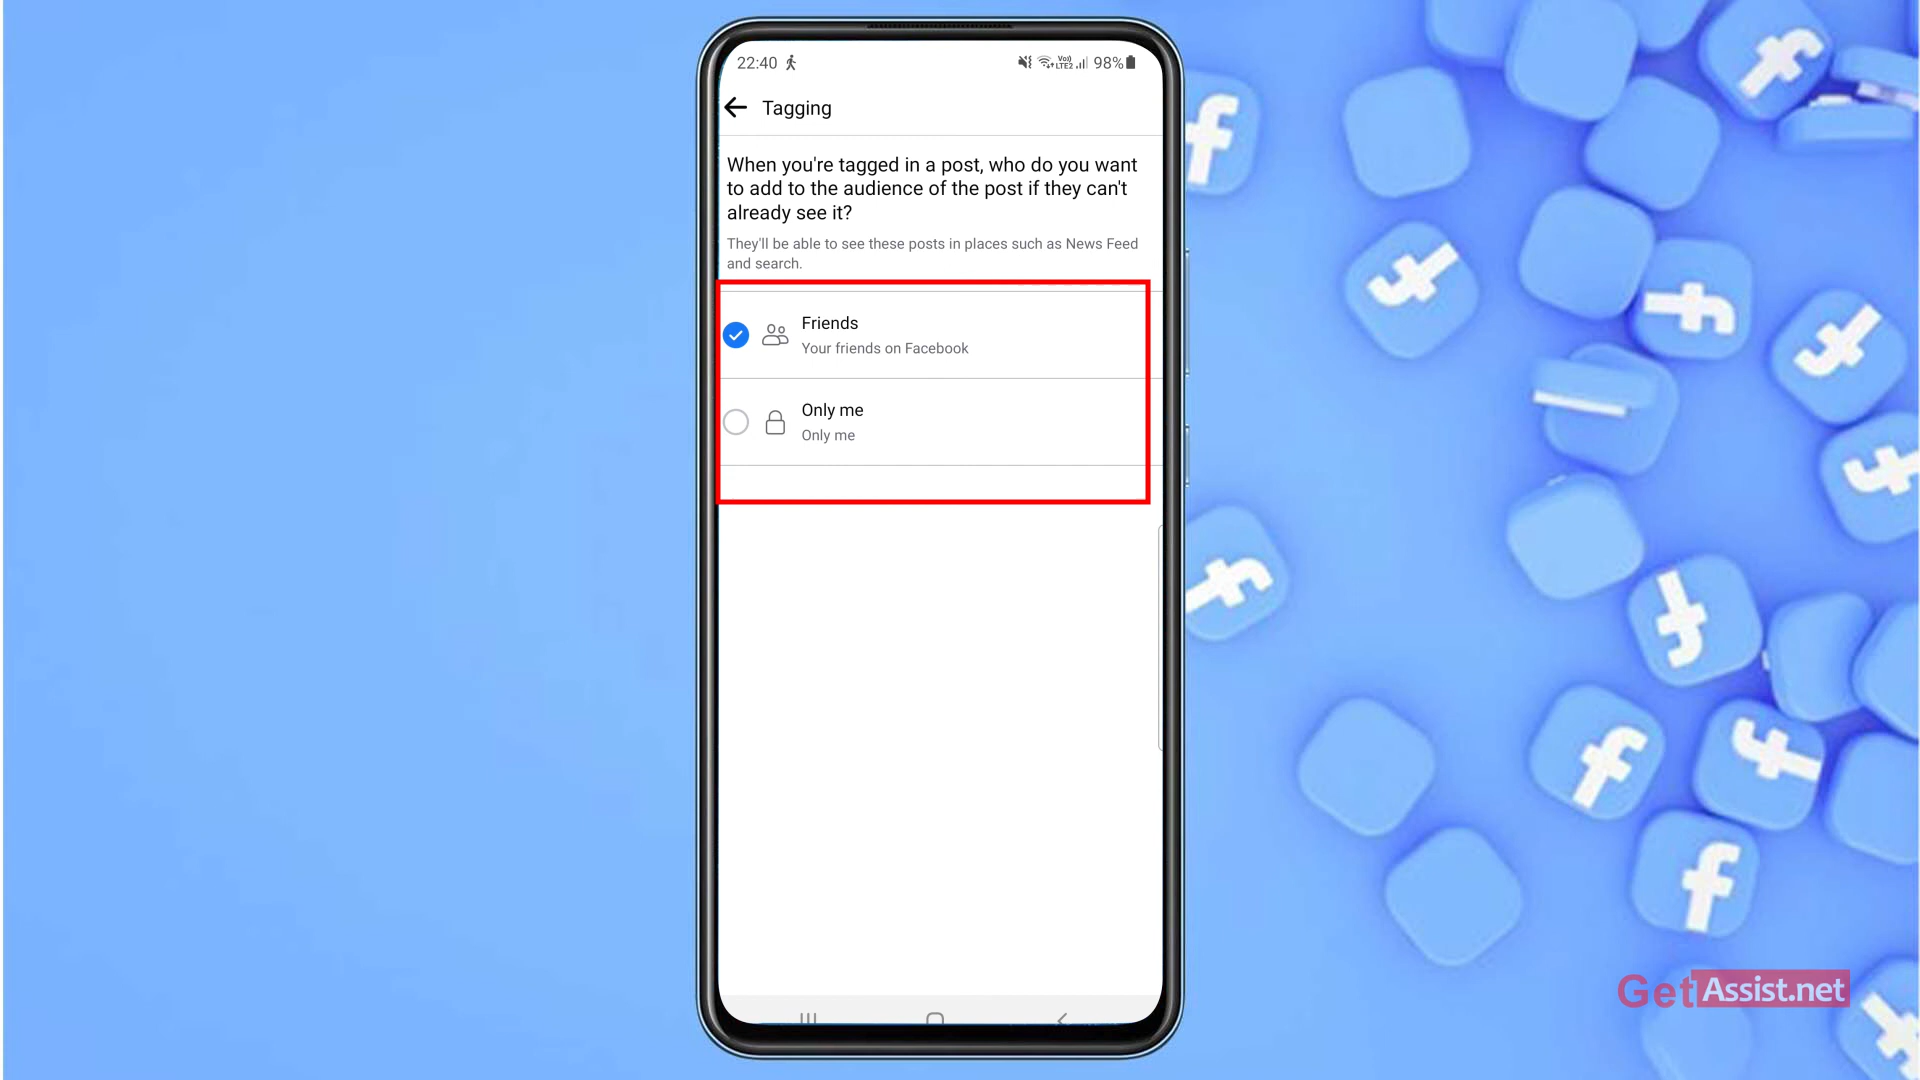 22:40 98%
Tagging
When you're tagged in a post, who do you want
to add to the audience of the post if they can't
already see it?
They'll be able to see these posts in places such as News Feed
and search.
Friends
Your friends on Facebook
Only me
Only me
GetAssist.net